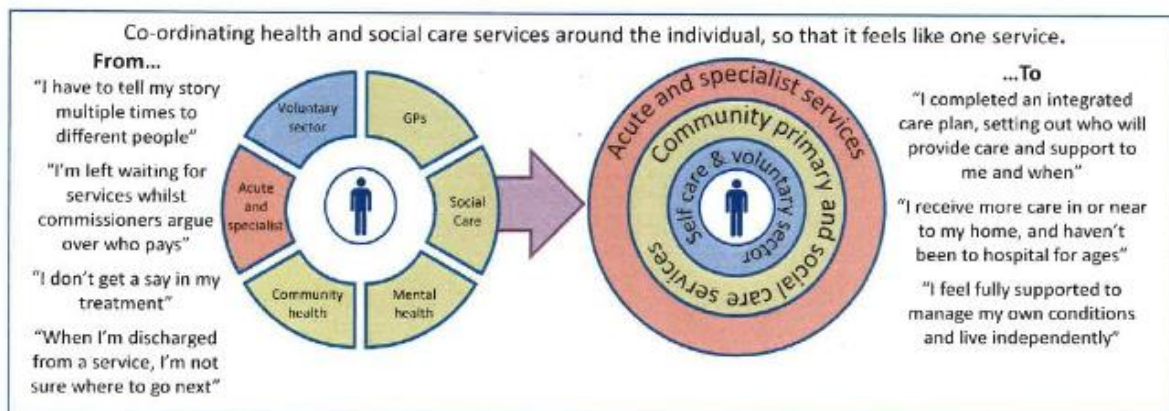 Co-ordinating health and social care services around the individual, so that it feels like one service.
From...
"I have to tell my story
multiple times to
different people"
"I'm left waiting for
services whilst
commissioners argue
over who pays"
"I don't get a say in my
treatment"
"When I'm discharged
from a service, I'm not
sure where to go next"
Voluntary
sector
GPs
Acute
and
specialist
Social
Care
Community
health
Mental
health
Acute and specialist services
Community primary and social care services
Self care & voluntary sector
...To
"I completed an integrated
care plan, setting out who will
provide care and support to
me and when"
"I receive more care in or near
to my home, and haven't
been to hospital for ages"
"I feel fully supported to
manage my own conditions
and live independently"